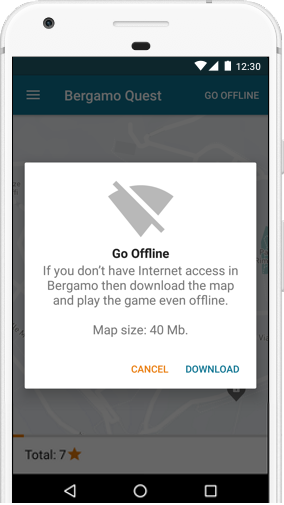 12:30
Bergamo Quest
GO OFFLINE
Go Offline
If you don't have Internet access in
Bergamo then download the map
and play the game even offline.
Map size: 40 Mb.
CANCEL
DOWNLOAD
Total: 7